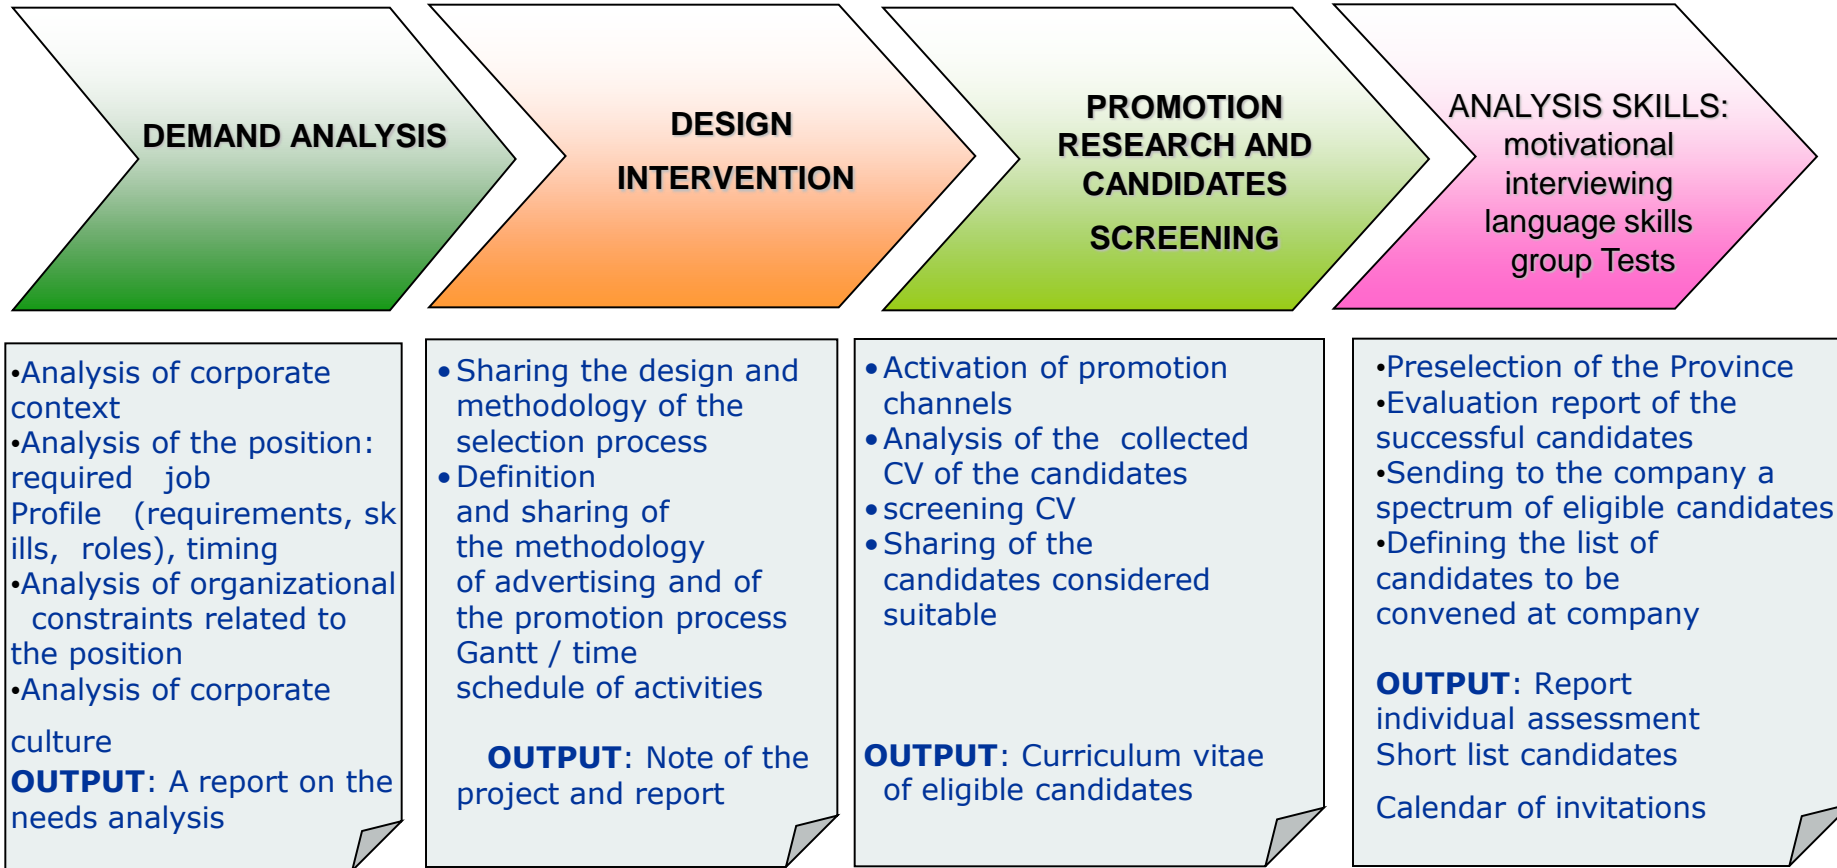 DEMAND ANALYSIS
DESIGN
INTERVENTION
PROMOTION
RESEARCH AND
CANDIDATES
SCREENING
ANALYSIS SKILLS:
motivational
interviewing
language skills
group Tests
•Analysis of corporate
context
•Analysis of the position:
required job
Profile (requirements, sk
ills, roles), timing
•Analysis of organizational
constraints related to
the position
•Analysis of corporate
culture
OUTPUT: A report on the
needs analysis
•Sharing the design and
methodology of the
selection process
•Definition
and sharing of
the methodology
of advertising and of
the promotion process
Gantt / time
schedule of activities
OUTPUT: Note of the
project and report
•Activation of promotion
channels
•Analysis of the collected
CV of the candidates
•screening CV
•Sharing of the
candidates considered
suitable
OUTPUT: Curriculum vitae
of eligible candidates
•Preselection of the Province
•Evaluation report of the
successful candidates
•Sending to the company a
spectrum of eligible candidates
•Defining the list of
candidates to be
convened at company
OUTPUT: Report
individual assessment
Short list candidates
Calendar of invitations